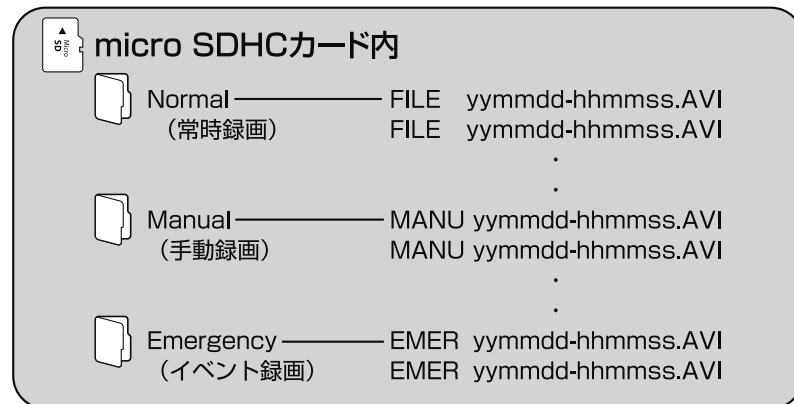 Micro
SD
micro SDHCカード内
Normal FILE yymmdd-hhmmss.AVI
（常時録画） FILE yymmdd-hhmmss.AVI
・
・
Manual MANU yymmdd-hhmmss.AVI
（手動録画） MANU yymmdd-hhmmss.AVI
・
・
Emergency EMER yymmdd-hhmmss.AVI
（イベント録画） EMER yymmdd-hhmmss.AVI